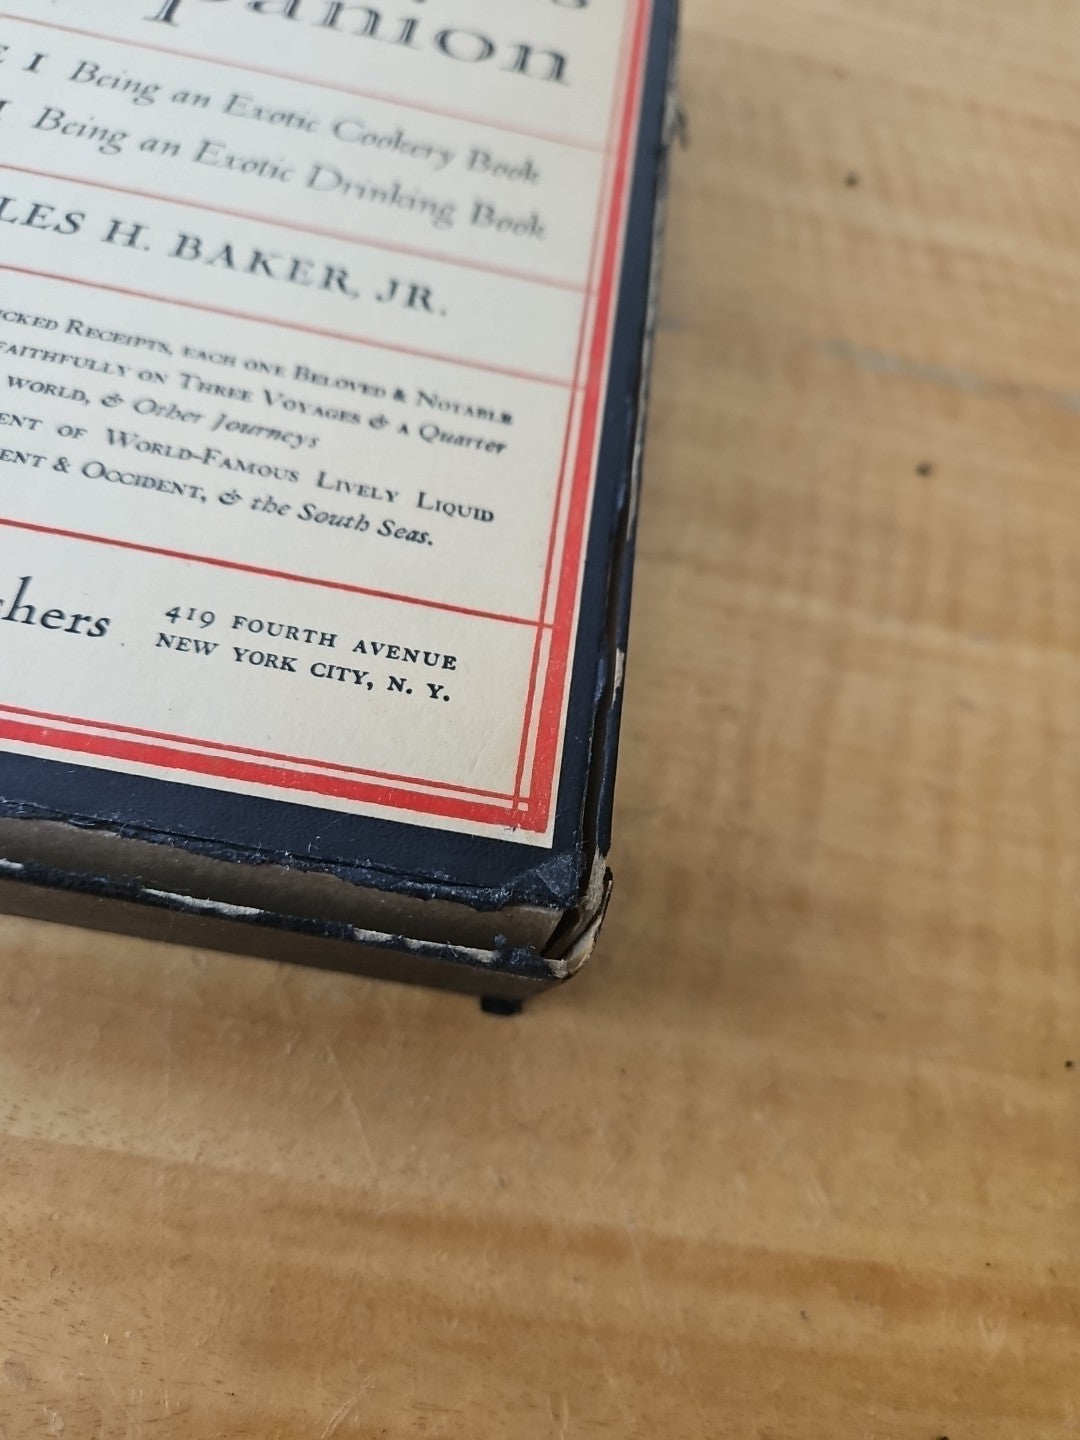 panion
I Being an Exotic Cookery Book
Being an Exotic Drinking Book
LES H. BAKER, JR.
CKED RECEIPTS, EACH ONE BELOVED & NOTABLE
FAITHFULLY ON THREE VOYAGES & A Quarter
WORLD, & Other Journeys
ENT OF WORLD-FAMOUS LIVELY LIQUID
ENT & OCCIDENT, & the South Seas.
shers 419 FOURTH AVENUE
NEW YORK CITY, N. Y.